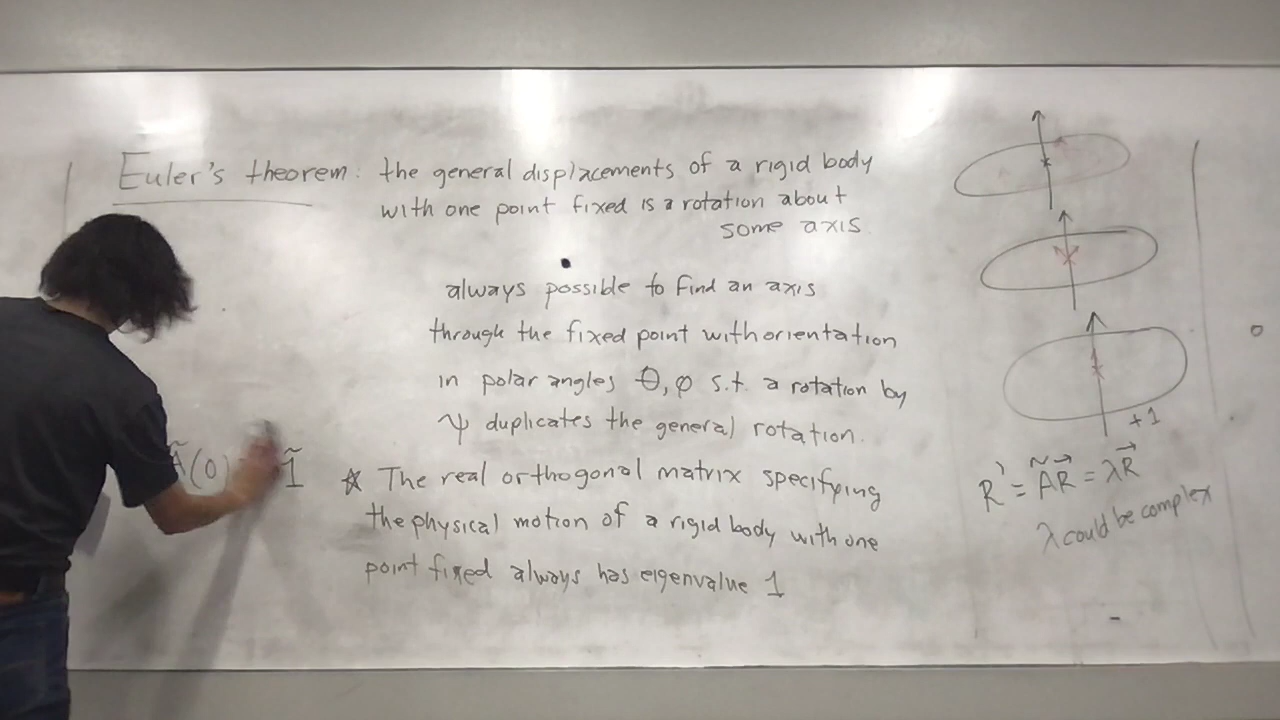 Euler's theorem: the general displacements of a rigid body
with one point fixed is a rotation about
some axis.
always possible to find an axis
through the fixed point with orientation
in polar angles θ, φ s.t. a rotation by
ψ duplicates the general rotation.
Ã(0) 1̃
☆ The real orthogonal matrix specifying
the physical motion of a rigid body with one
point fixed always has eigenvalue 1
+1
R⃗' = ÃR⃗ = λR⃗
λ could be complex